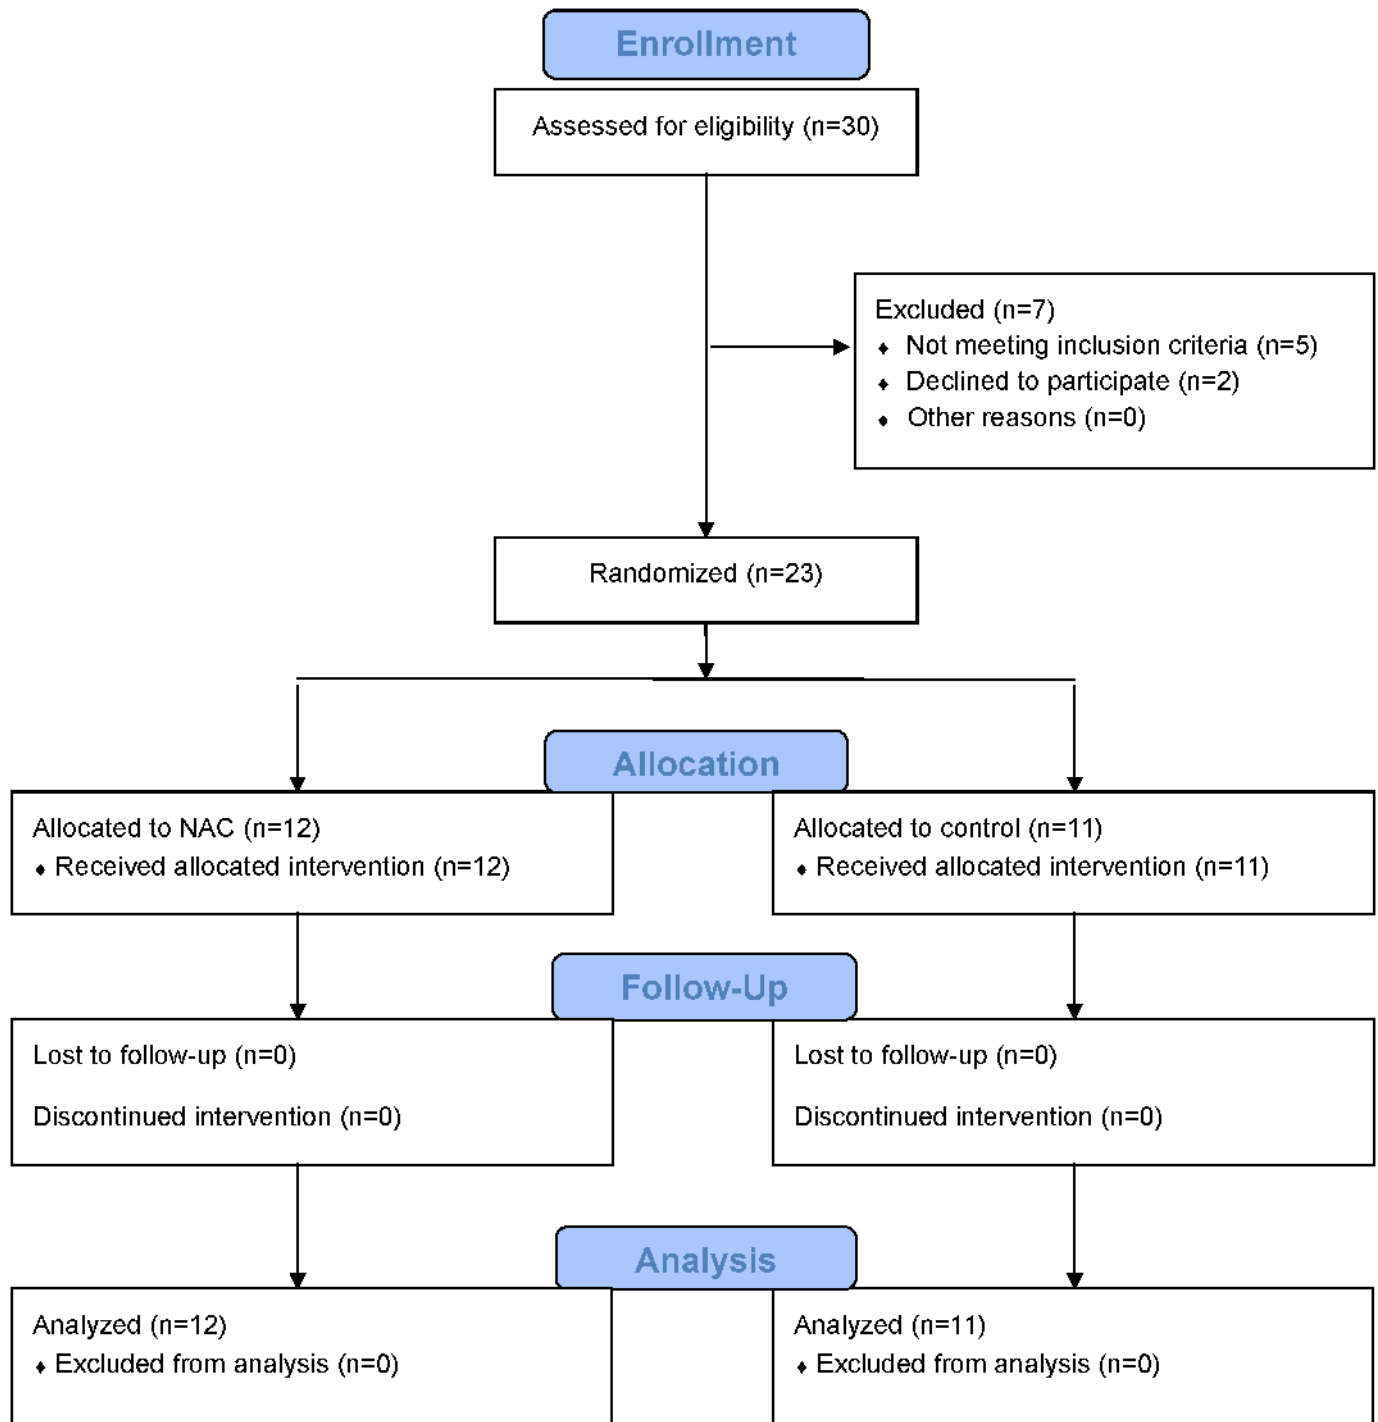 Enrollment
Assessed for eligibility (n=30)
Excluded (n=7)
♦ Not meeting inclusion criteria (n=5)
♦ Declined to participate (n=2)
♦ Other reasons (n=0)
Randomized (n=23)
Allocation
Allocated to NAC (n=12)
♦ Received allocated intervention (n=12)
Allocated to control (n=11)
♦ Received allocated intervention (n=11)
Follow-Up
Lost to follow-up (n=0)
Discontinued intervention (n=0)
Lost to follow-up (n=0)
Discontinued intervention (n=0)
Analysis
Analyzed (n=12)
♦ Excluded from analysis (n=0)
Analyzed (n=11)
♦ Excluded from analysis (n=0)